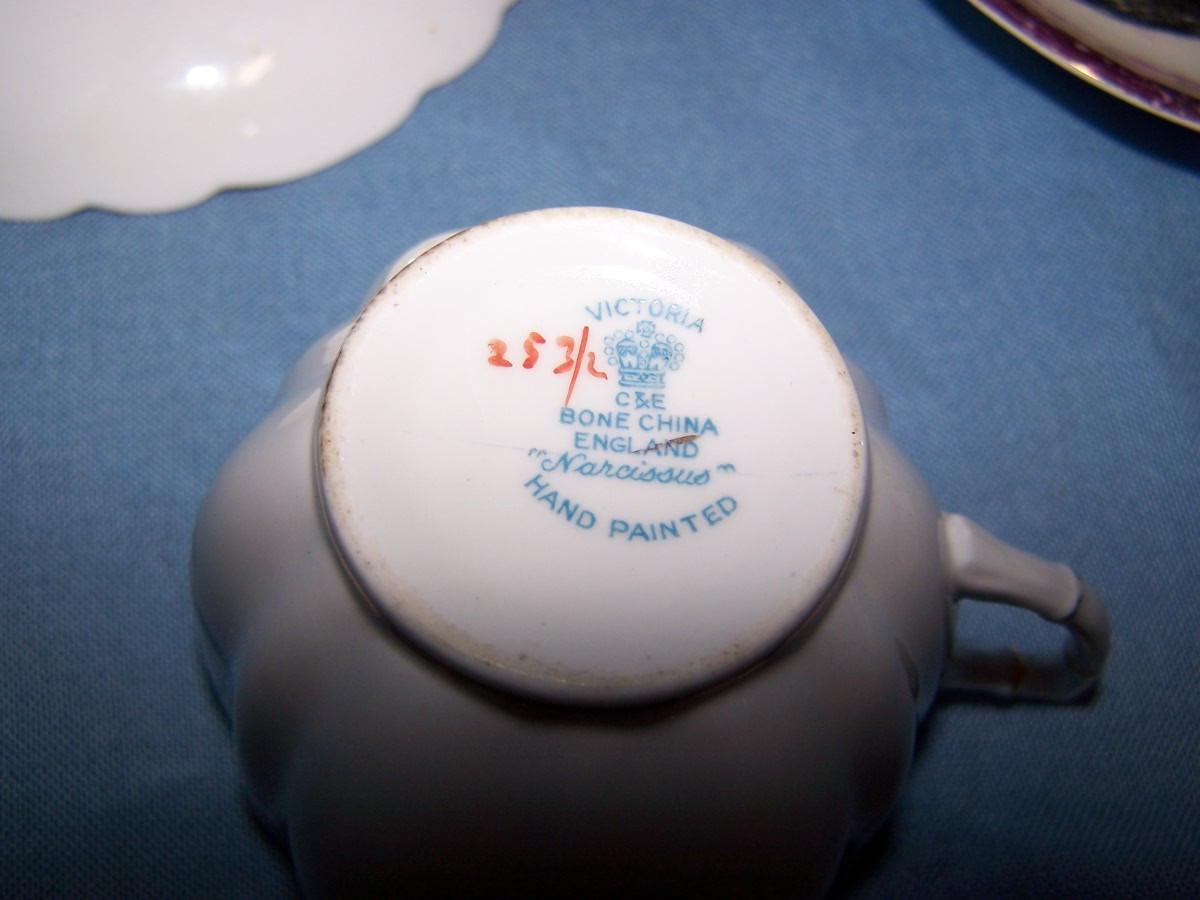 VICTORIA
253/2
C&E
BONE CHINA
ENGLAND
"Narcissus"
HAND PAINTED